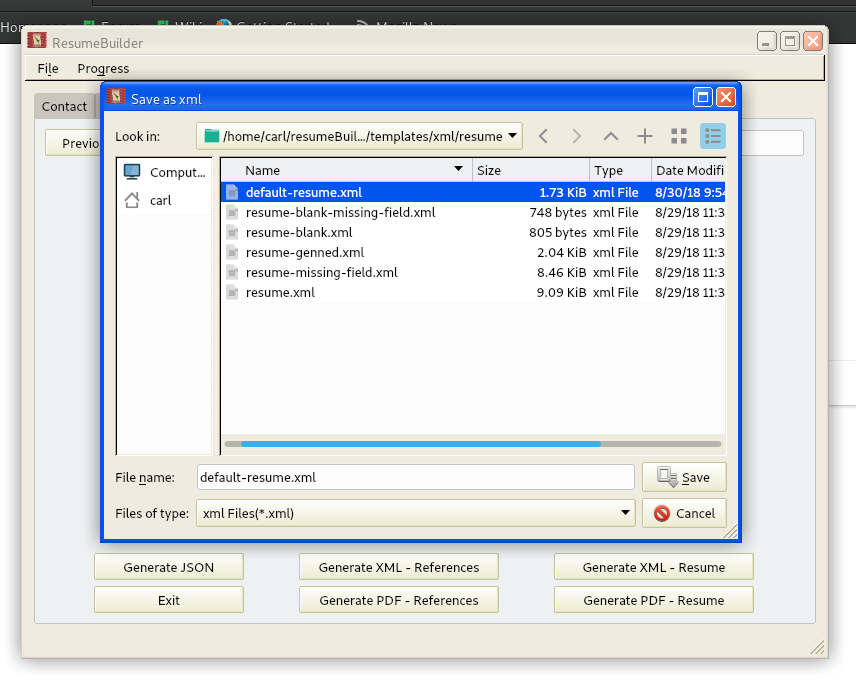 ResumeBuilder
File Progress
Save as xml
Contact
Look in: /home/carl/resumeBuil.../templates/xml/resume
Previo
Comput...
carl
Name Size Type Date Modifi
default-resume.xml 1.73 KiB xml File 8/30/18 9:54
resume-blank-missing-field.xml 748 bytes xml File 8/29/18 11:3
resume-blank.xml 805 bytes xml File 8/29/18 11:3
resume-genned.xml 2.04 KiB xml File 8/29/18 11:3
resume-missing-field.xml 8.46 KiB xml File 8/29/18 11:3
resume.xml 9.09 KiB xml File 8/29/18 11:3
File name: default-resume.xml Save
Files of type: xml Files(*.xml) Cancel
Generate JSON Generate XML - References Generate XML - Resume
Exit Generate PDF - References Generate PDF - Resume